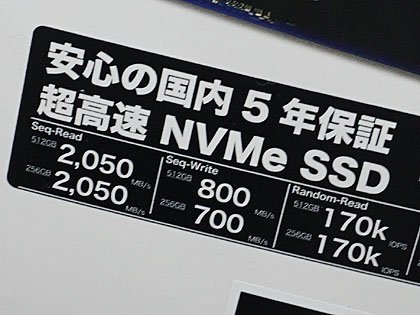 安心の国内5年保証
超高速 NVMe SSD
Seq-Read
512GB 2,050 MB/s
256GB 2,050 MB/s
Seq-Write
512GB 800 MB/s
256GB 700 MB/s
Random-Read
512GB 170k IOPS
256GB 170k IOPS